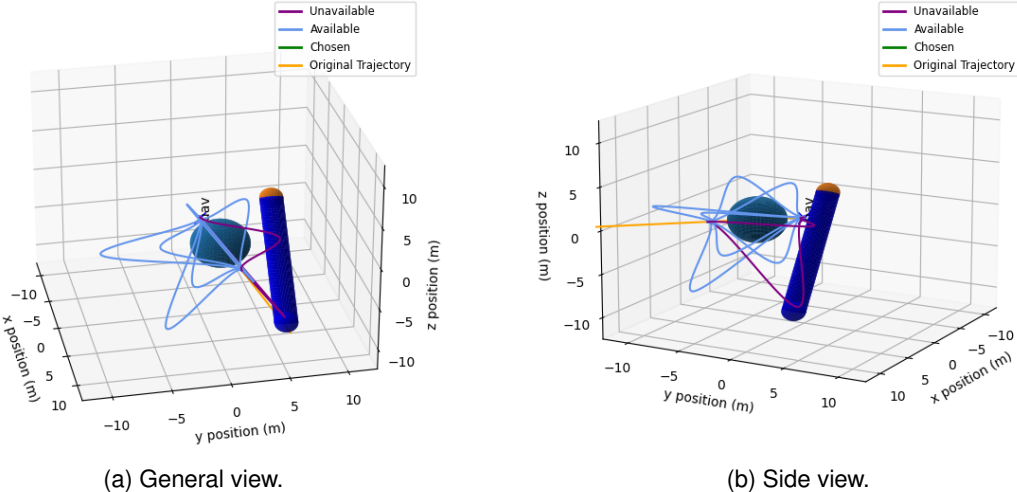 Unavailable
Available
Chosen
Original Trajectory
10
5
0
−5
−10
z position (m)
−10
−5
0
5
10
x position (m)
−10
−5
0
5
10
y position (m)
(a) General view.
Unavailable
Available
Chosen
Original Trajectory
10
5
0
−5
−10
z position (m)
−10
−5
0
5
10
y position (m)
−10
−5
0
5
10
x position (m)
(b) Side view.